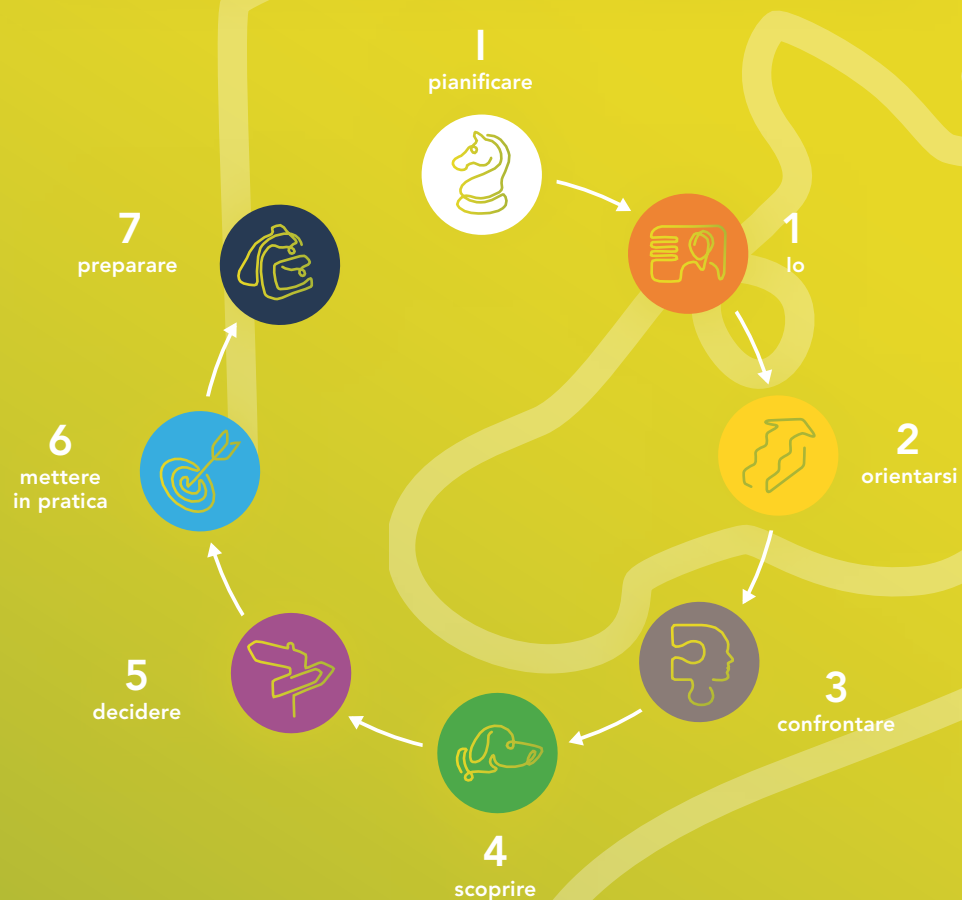 I
pianificare
1
Io
2
orientarsi
3
confrontare
4
scoprire
5
decidere
6
mettere
in pratica
7
preparare